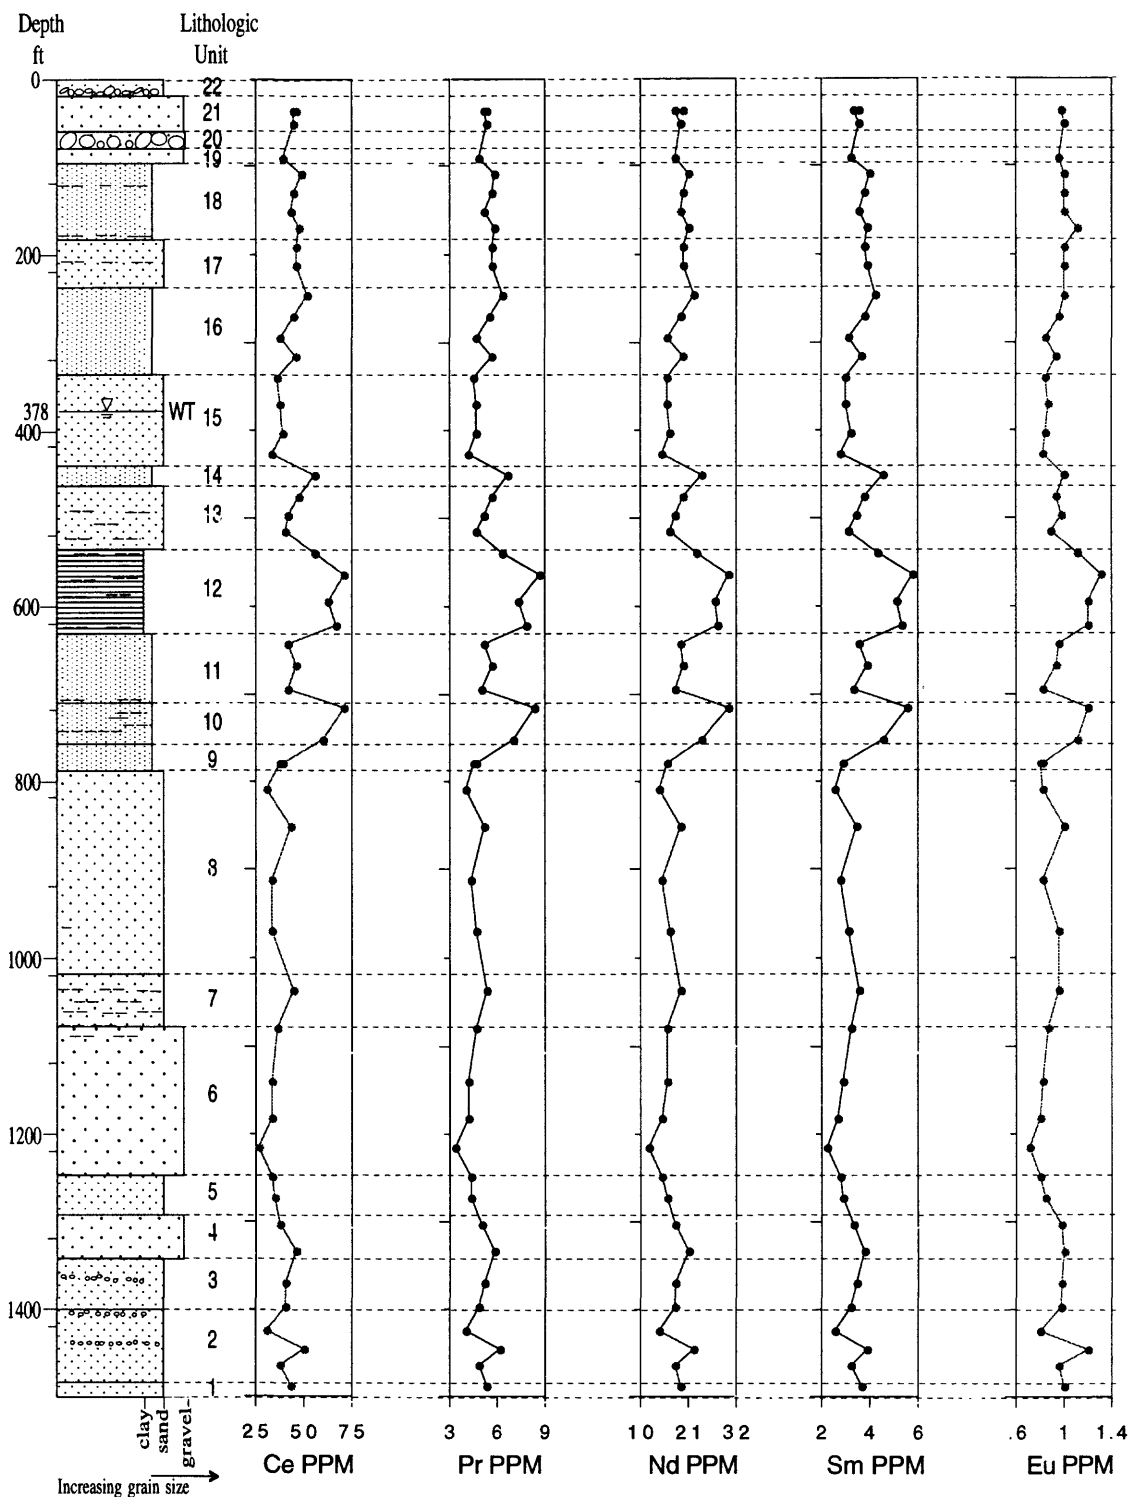 Depth ft
Lithologic Unit
0
22
21
20
19
18
200
17
16
378
WT
15
400
14
13
12
600
11
10
9
800
8
1000
7
6
1200
5
4
3
1400
2
1
clay
sand
gravel
25 50 75
3 6 9
10 21 32
2 4 6
.6 1 1.4
Ce PPM
Pr PPM
Nd PPM
Sm PPM
Eu PPM
Increasing grain size